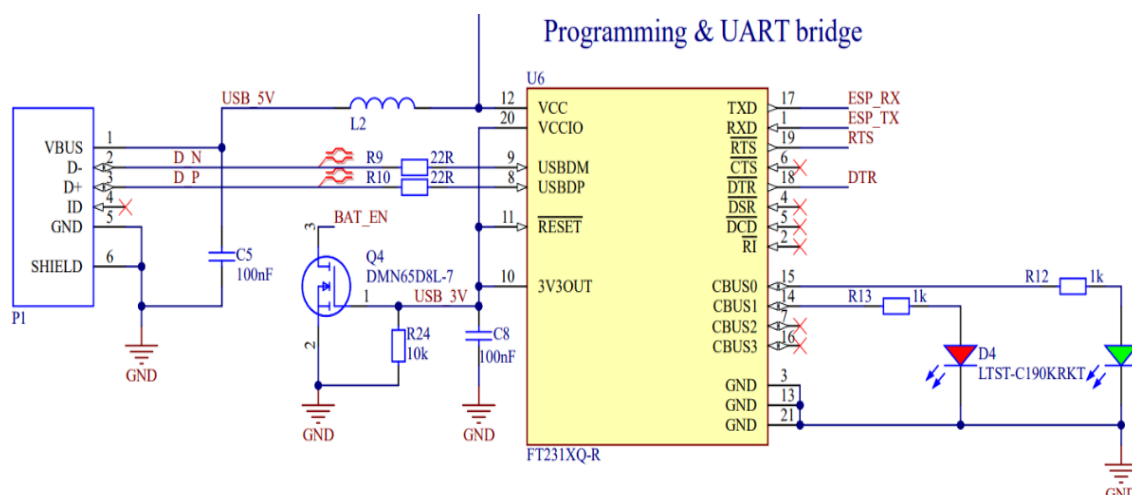 Programming & UART bridge
U6
USB_5V
L2
12 VCC
20 VCCIO
TXD 17 ESP_RX
RXD 1 ESP_TX
RTS 19 RTS
CTS 6
DTR 18 DTR
DSR 4
DCD 5
RI 2
VBUS 1
D- 2 D_N R9 22R 9 USBDM
D+ 3 D_P R10 22R 8 USBDP
ID 4
GND 5
SHIELD 6
P1
C5
100nF
GND
11 RESET
3 BAT_EN
Q4
DMN65D8L-7
1 USB_3V
10 3V3OUT
R24
10k
C8
100nF
2
GND
GND
CBUS0 15 R12 1k
CBUS1 14 R13 1k
CBUS2 7
CBUS3 16
D4
LTST-C190KRKT
GND 3
GND 13
GND 21
FT231XQ-R
GND